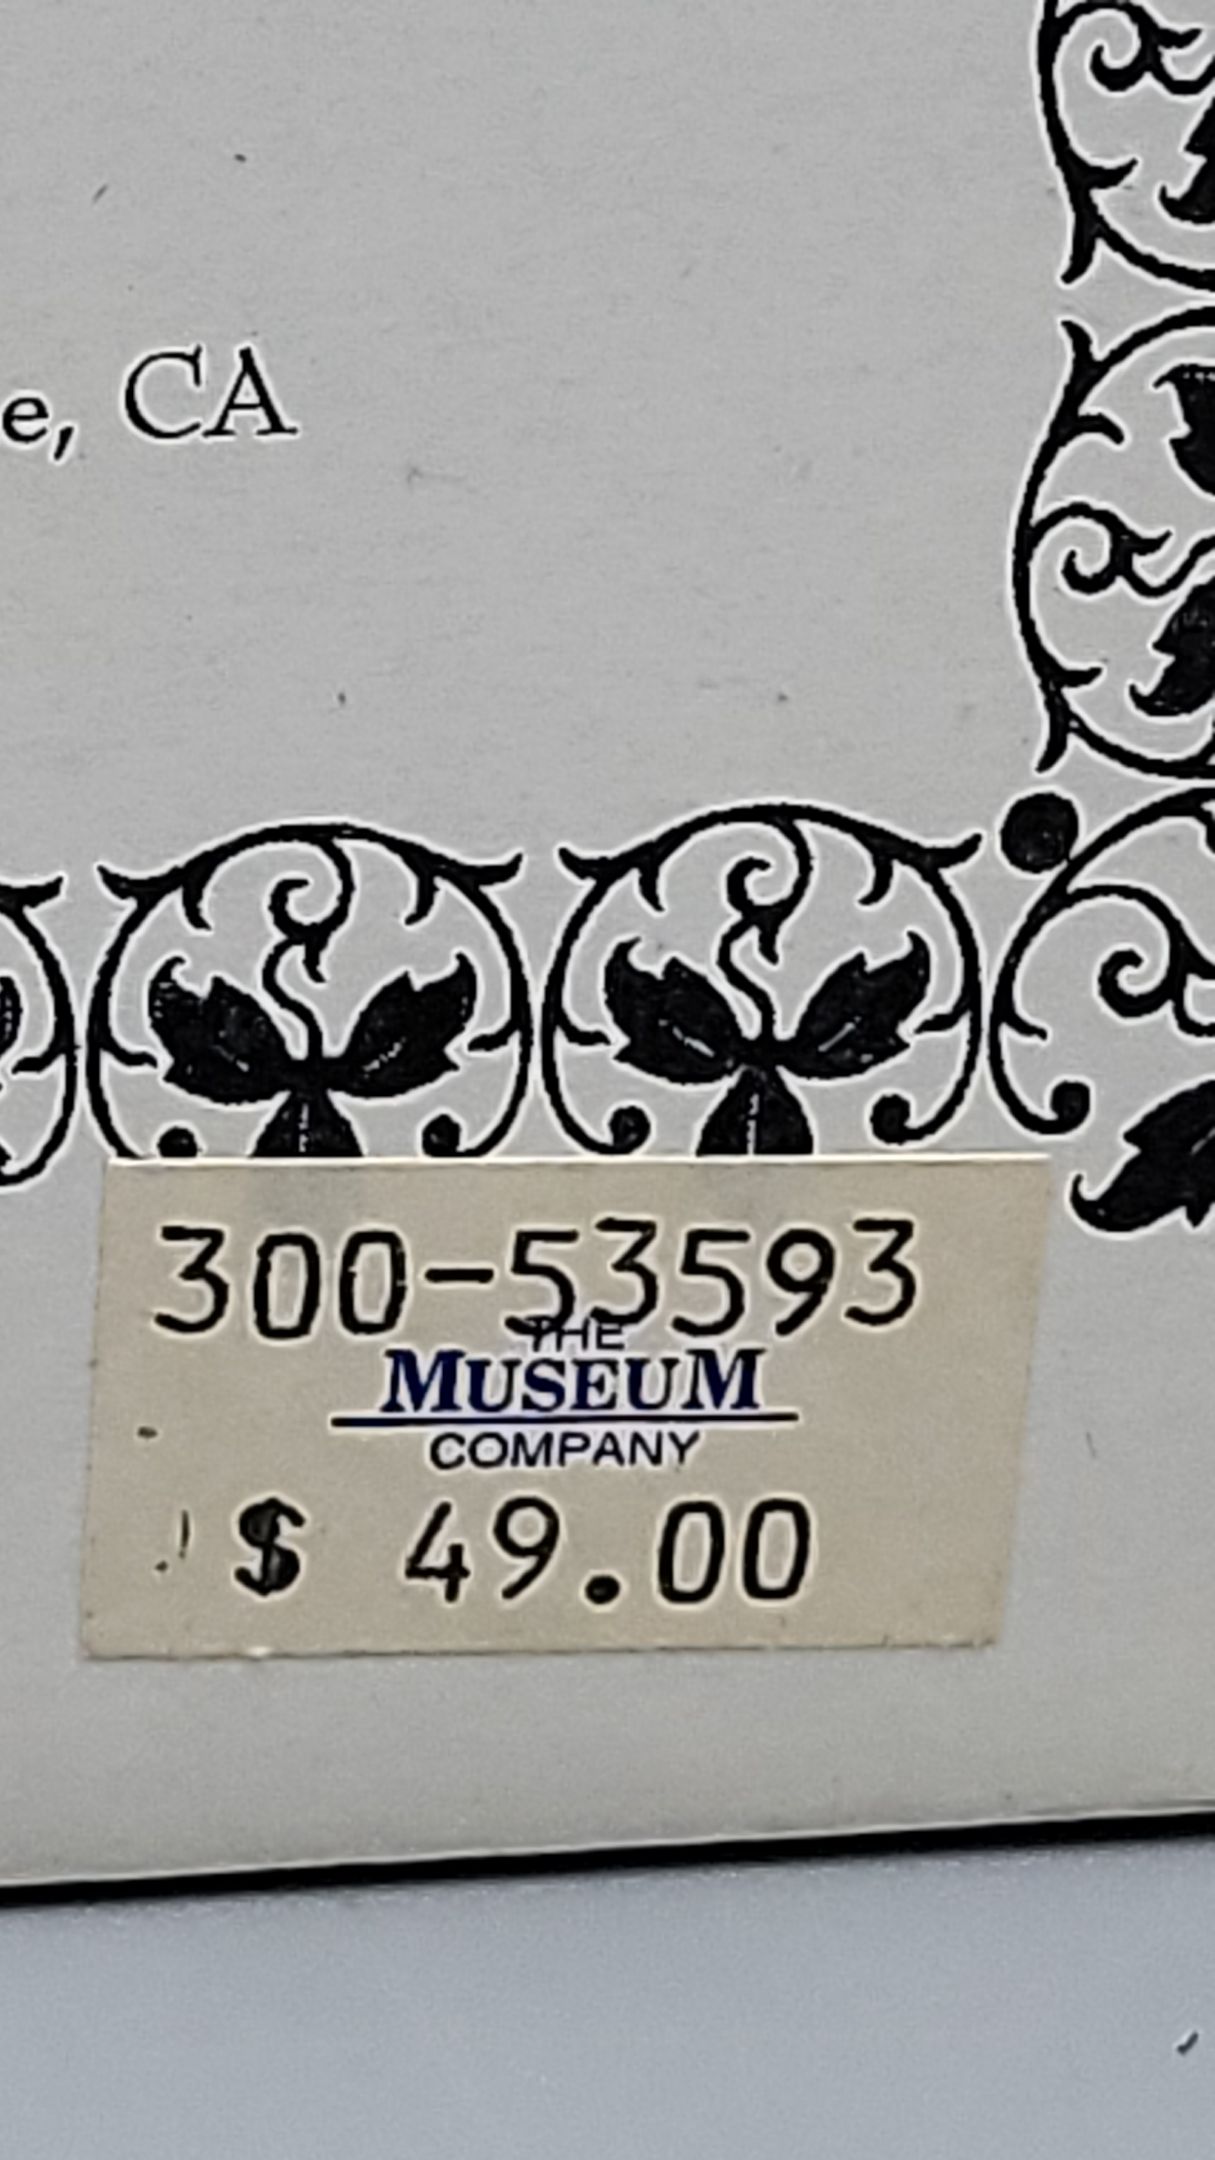 e, CA
300-53593
THE
MUSEUM
COMPANY
$ 49.00